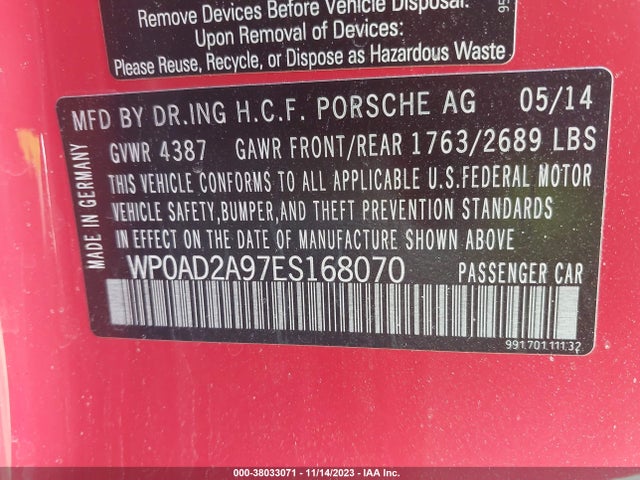 Remove Devices Before Vehicle Disposal.
Upon Removal of Devices:
Please Reuse, Recycle, or Dispose as Hazardous Waste
95
MFD BY DR.ING H.C.F. PORSCHE AG 05/14
GVWR 4387 GAWR FRONT/REAR 1763/2689 LBS
THIS VEHICLE CONFORMS TO ALL APPLICABLE U.S.FEDERAL MOTOR
VEHICLE SAFETY,BUMPER,AND THEFT PREVENTION STANDARDS
IN EFFECT ON THE DATE OF MANUFACTURE SHOWN ABOVE.
WP0AD2A97ES168070 PASSENGER CAR
MADE IN GERMANY
991.701.111.32
000-38033071 - 11/14/2023 - IAA Inc.